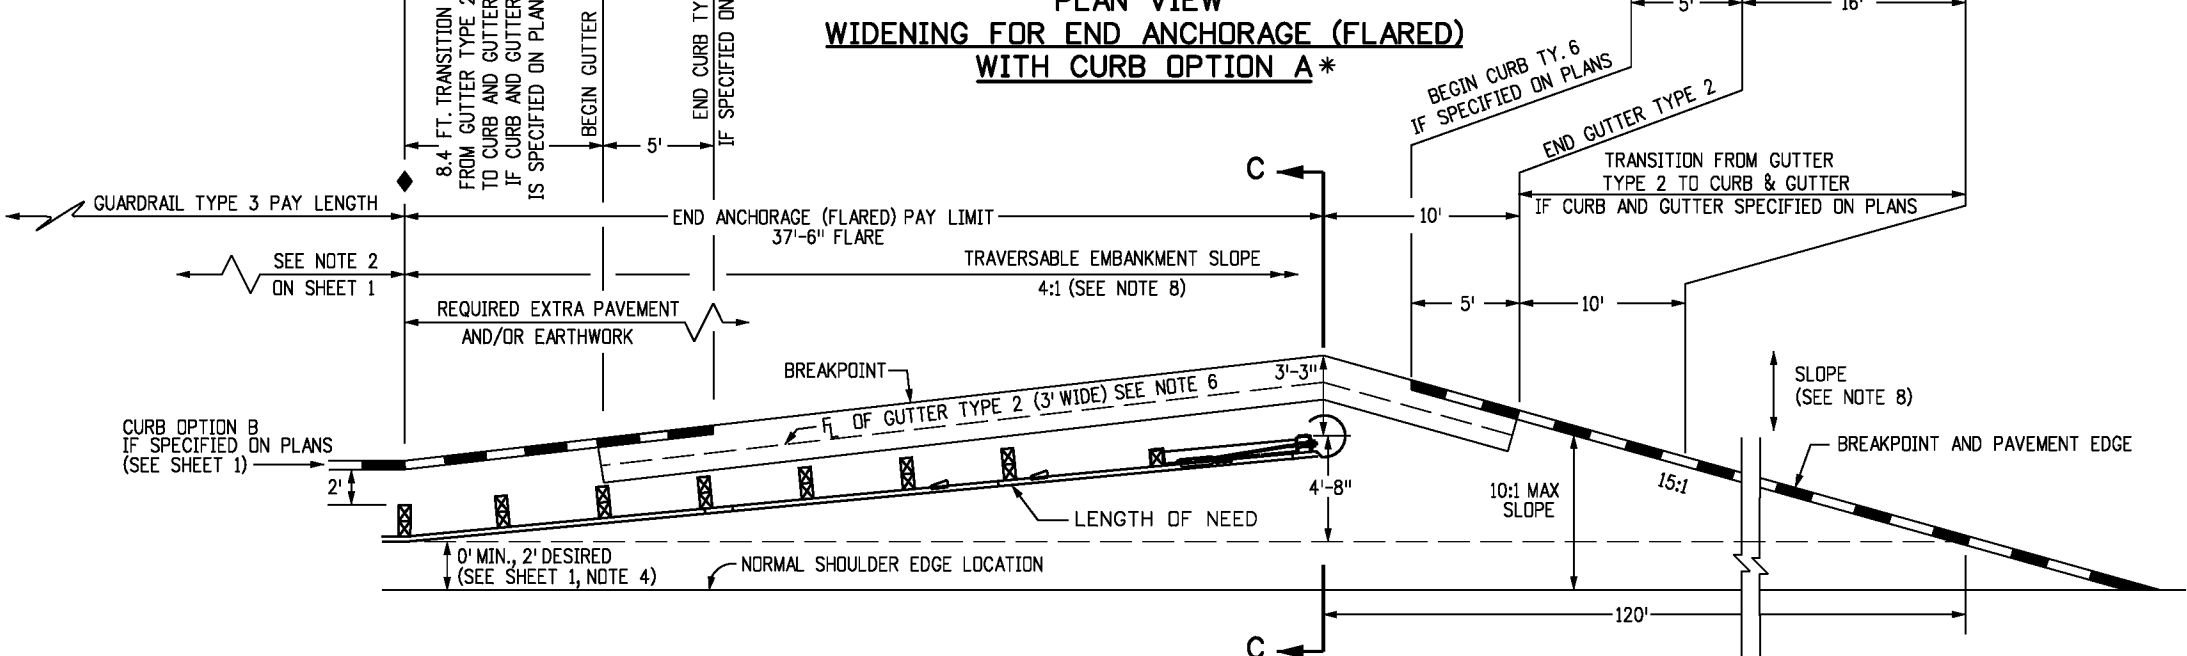 PLAN VIEW
WIDENING FOR END ANCHORAGE (FLARED)
WITH CURB OPTION A*
5'
16'
8.4 FT. TRANSITION
FROM GUTTER TYPE 2
TO CURB AND GUTTER
IF CURB AND GUTTER
IS SPECIFIED ON PLAN
BEGIN GUTTER
END CURB TY
IF SPECIFIED ON
5'
BEGIN CURB TY. 6
IF SPECIFIED ON PLANS
END GUTTER TYPE 2
TRANSITION FROM GUTTER
TYPE 2 TO CURB & GUTTER
IF CURB AND GUTTER SPECIFIED ON PLANS
C
GUARDRAIL TYPE 3 PAY LENGTH
END ANCHORAGE (FLARED) PAY LIMIT
37'-6" FLARE
10'
SEE NOTE 2
ON SHEET 1
TRAVERSABLE EMBANKMENT SLOPE
4:1 (SEE NOTE 8)
5'
10'
REQUIRED EXTRA PAVEMENT
AND/OR EARTHWORK
BREAKPOINT
3'-3"
SLOPE
(SEE NOTE 8)
FL OF GUTTER TYPE 2 (3' WIDE) SEE NOTE 6
CURB OPTION B
IF SPECIFIED ON PLANS
(SEE SHEET 1)
BREAKPOINT AND PAVEMENT EDGE
2'
4'-8"
10:1 MAX
SLOPE
15:1
LENGTH OF NEED
0' MIN., 2' DESIRED
(SEE SHEET 1, NOTE 4)
NORMAL SHOULDER EDGE LOCATION
120'
C